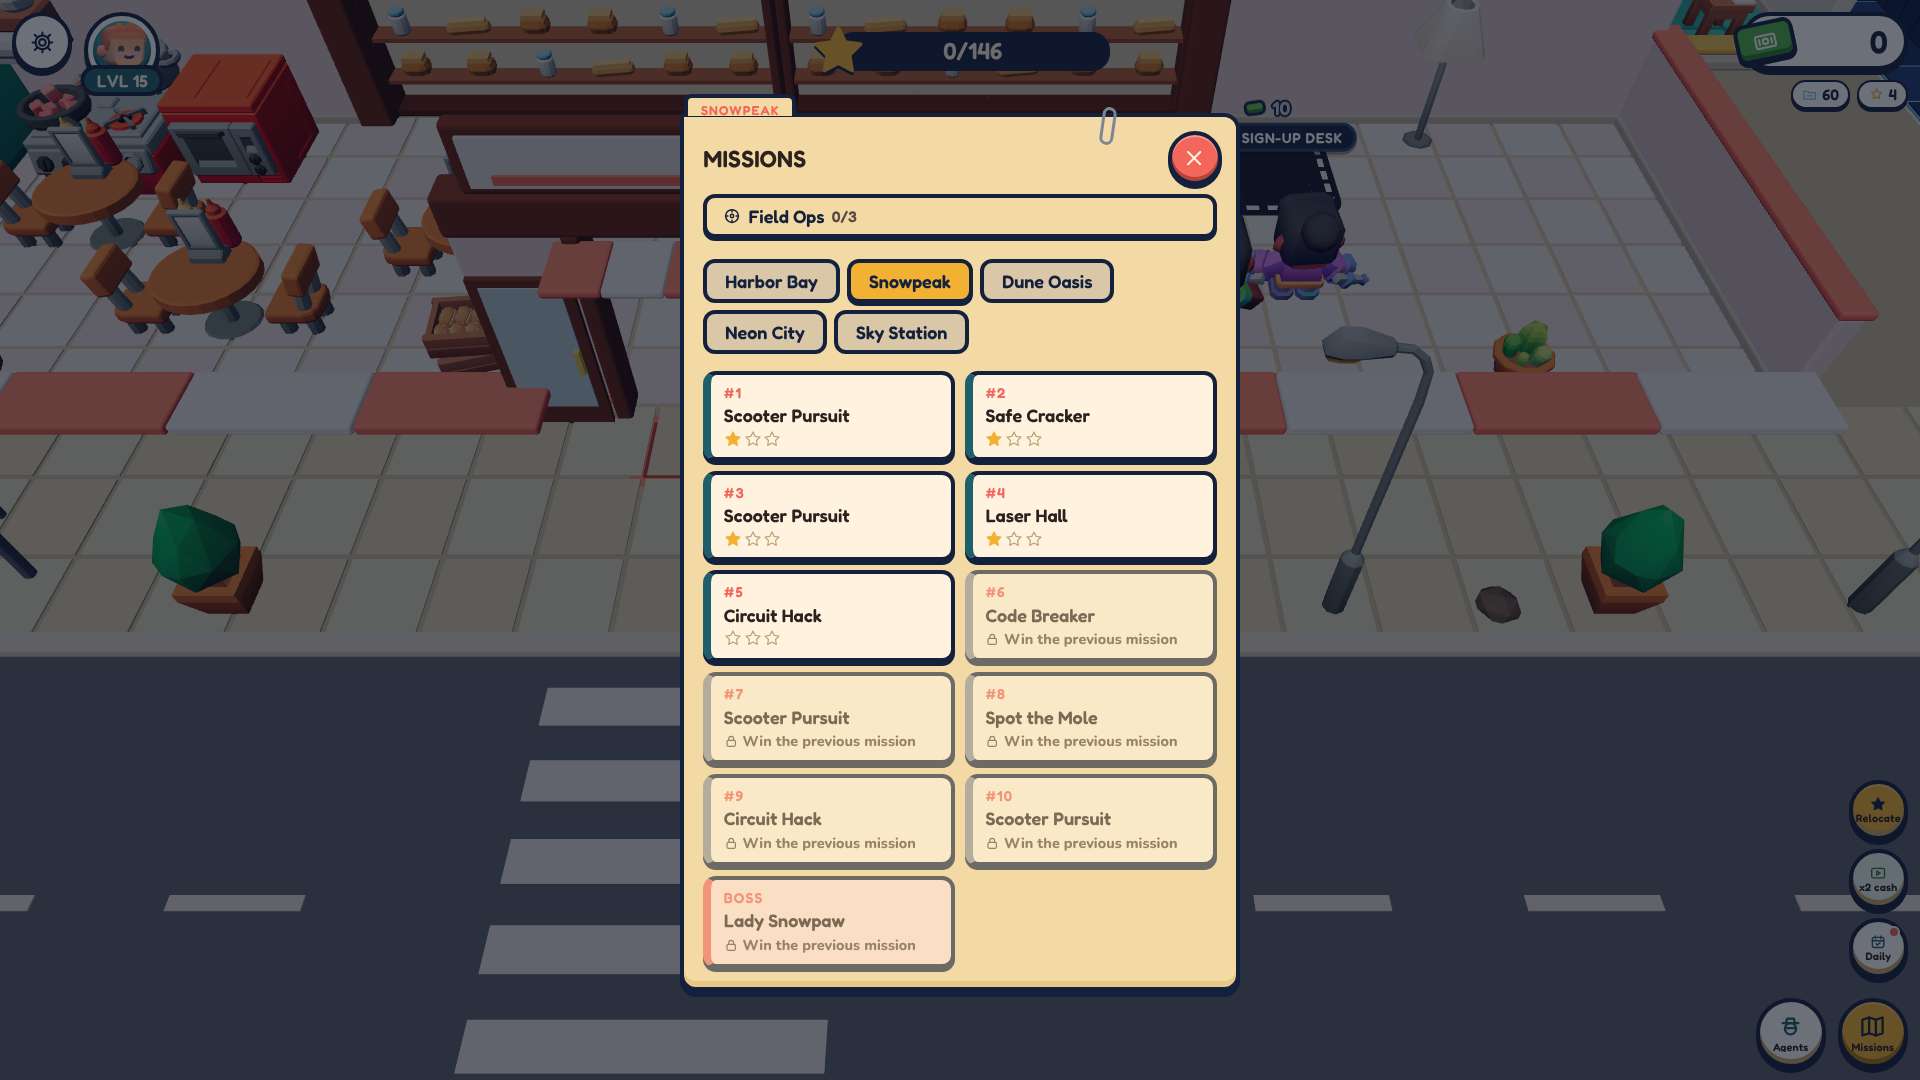 LVL 15
0/146
0
60
4
10
SIGN-UP DESK
SNOWPEAK
MISSIONS
Field Ops 0/3
Harbor Bay
Snowpeak
Dune Oasis
Neon City
Sky Station
#1
Scooter Pursuit
#2
Safe Cracker
#3
Scooter Pursuit
#4
Laser Hall
#5
Circuit Hack
#6
Code Breaker
Win the previous mission
#7
Scooter Pursuit
Win the previous mission
#8
Spot the Mole
Win the previous mission
#9
Circuit Hack
Win the previous mission
#10
Scooter Pursuit
Win the previous mission
BOSS
Lady Snowpaw
Win the previous mission
Relocate
x2 cash
Daily
Agents
Missions